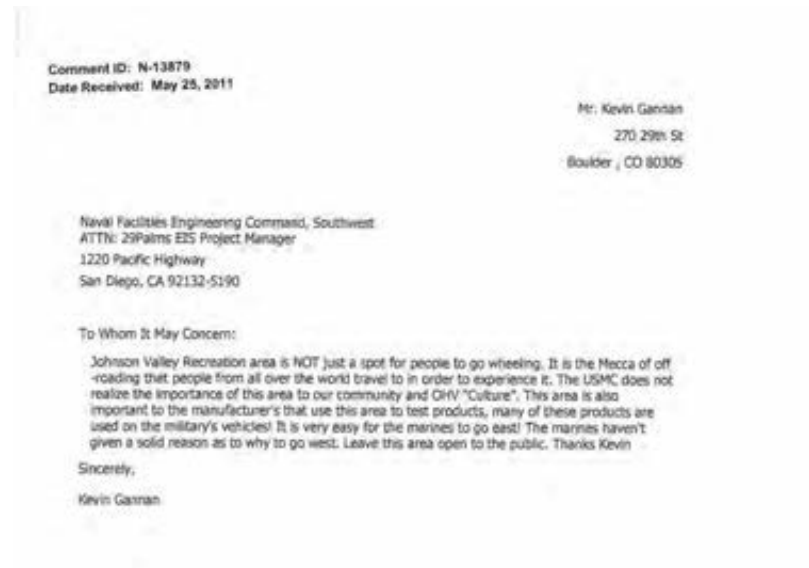 Comment ID: N-13879
Date Received: May 25, 2011
Mr. Kevin Gannan
270 29th St
Boulder , CO 80305
Naval Facilities Engineering Command, Southwest
ATTN: 29Palms EIS Project Manager
1220 Pacific Highway
San Diego, CA 92132-5190
To Whom It May Concern:
Johnson Valley Recreation area is NOT just a spot for people to go wheeling. It is the Mecca of off
-roading that people from all over the world travel to in order to experience it. The USMC does not
realize the importance of this area to our community and OHV "Culture". This area is also
important to the manufacturer's that use this area to test products, many of these products are
used on the military's vehicles! It is very easy for the marines to go east! The marines haven't
given a solid reason as to why to go west. Leave this area open to the public. Thanks Kevin
Sincerely,
Kevin Gannan